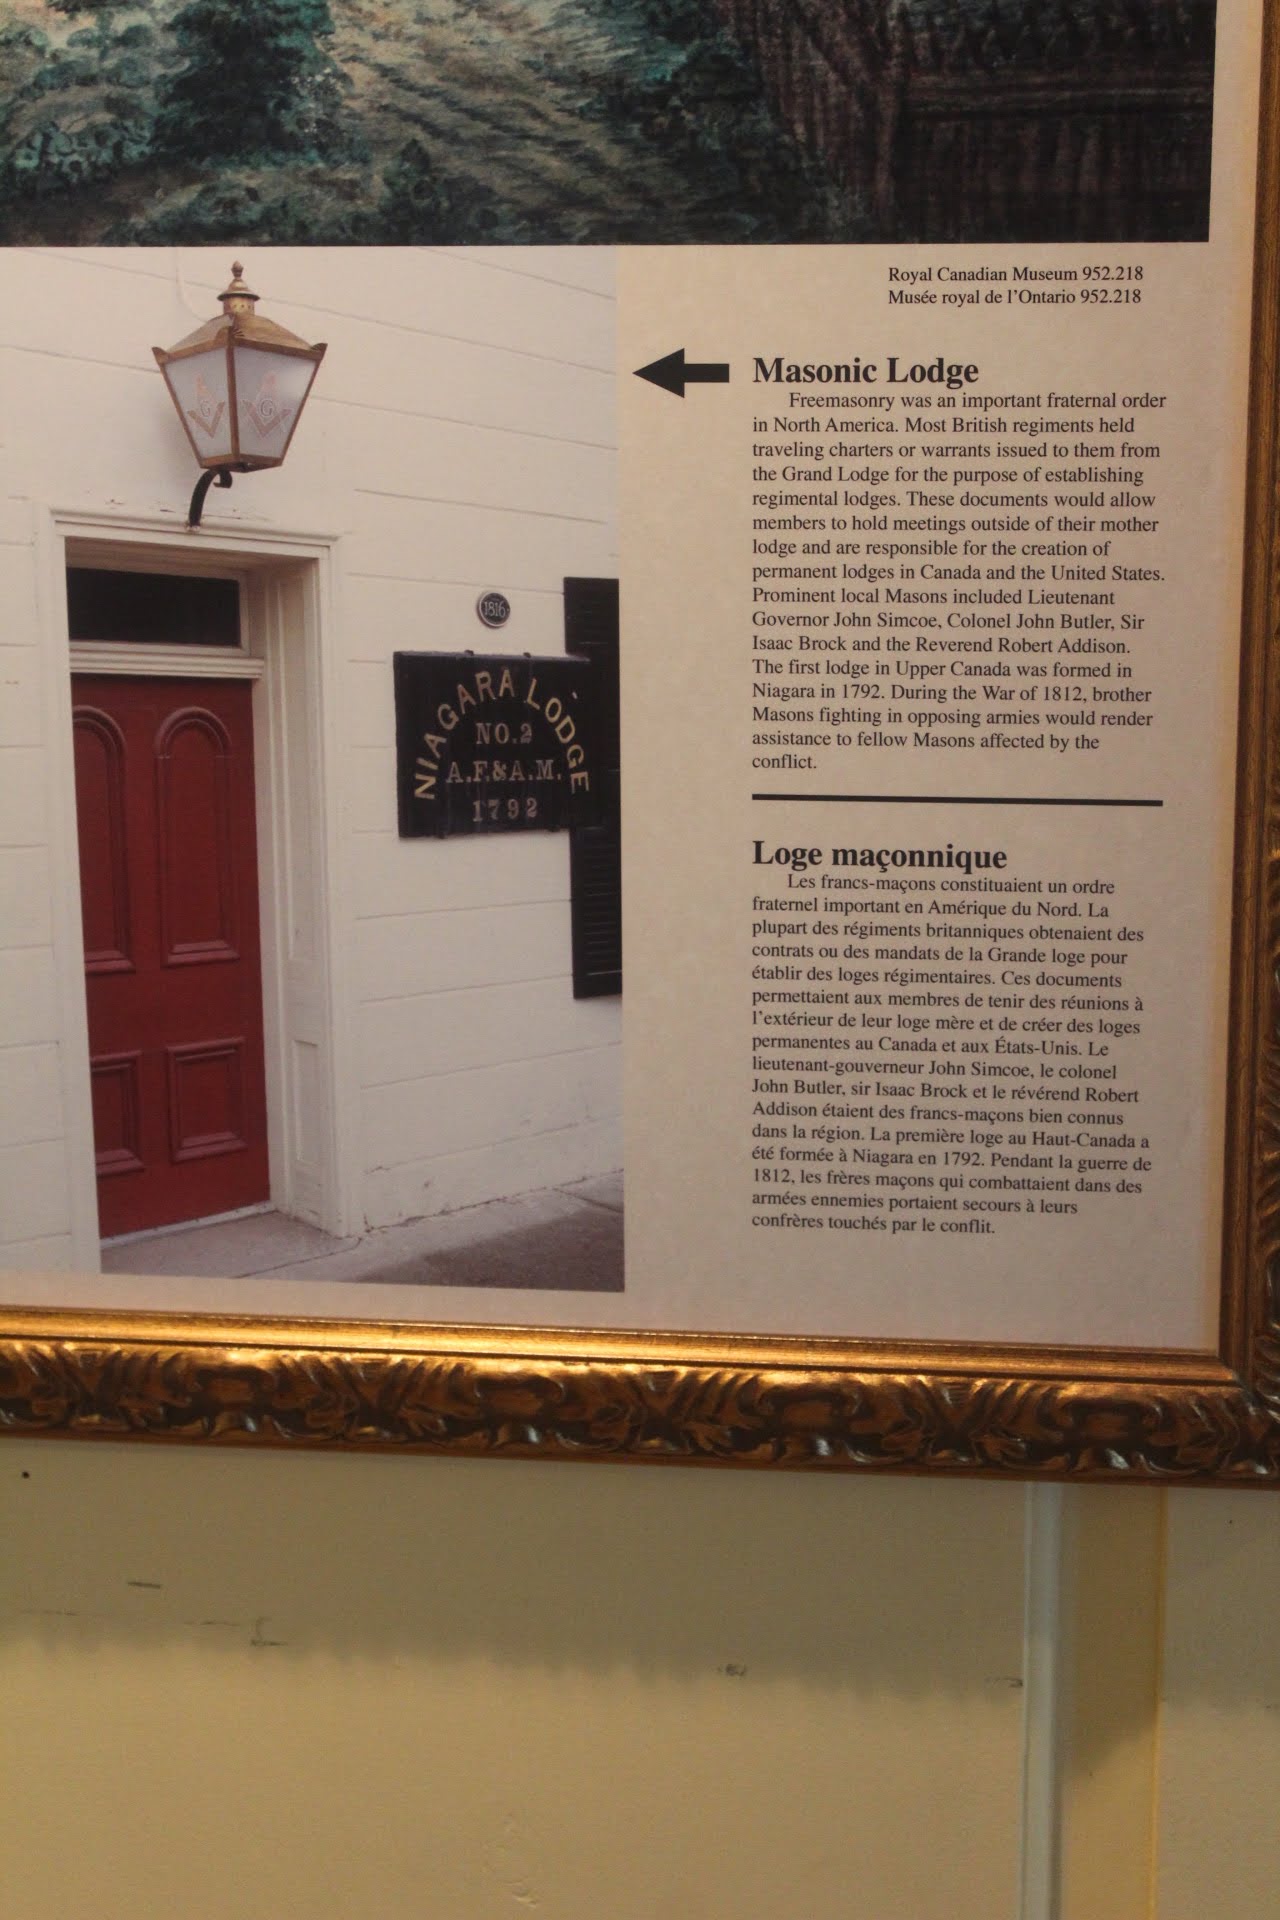 Royal Canadian Museum 952.218
Musée royal de l'Ontario 952.218
Masonic Lodge
Freemasonry was an important fraternal order
in North America. Most British regiments held
traveling charters or warrants issued to them from
the Grand Lodge for the purpose of establishing
regimental lodges. These documents would allow
members to hold meetings outside of their mother
lodge and are responsible for the creation of
permanent lodges in Canada and the United States.
Prominent local Masons included Lieutenant
Governor John Simcoe, Colonel John Butler, Sir
Isaac Brock and the Reverend Robert Addison.
The first lodge in Upper Canada was formed in
Niagara in 1792. During the War of 1812, brother
Masons fighting in opposing armies would render
assistance to fellow Masons affected by the
conflict.
Loge maçonnique
Les francs-maçons constituaient un ordre
fraternel important en Amérique du Nord. La
plupart des régiments britanniques obtenaient des
contrats ou des mandats de la Grande loge pour
établir des loges régimentaires. Ces documents
permettaient aux membres de tenir des réunions à
l'extérieur de leur loge mère et de créer des loges
permanentes au Canada et aux États-Unis. Le
lieutenant-gouverneur John Simcoe, le colonel
John Butler, sir Isaac Brock et le révérend Robert
Addison étaient des francs-maçons bien connus
dans la région. La première loge au Haut-Canada a
été formée à Niagara en 1792. Pendant la guerre de
1812, les frères maçons qui combattaient dans des
armées ennemies portaient secours à leurs
confrères touchés par le conflit.
G
G
1816
NIAGARA LODGE
NO.2
A.F.&A.M.
1792